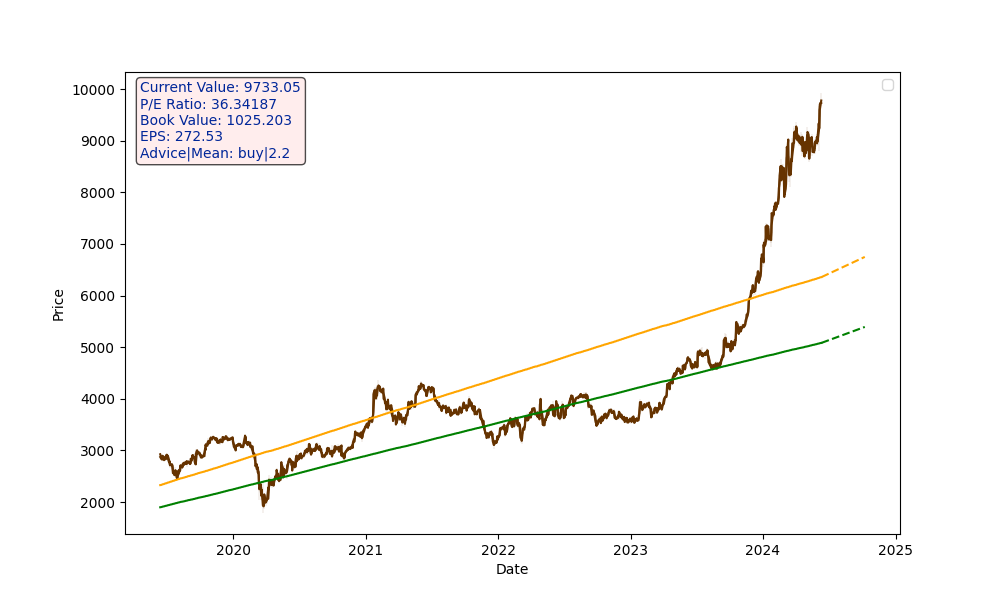 Current Value: 9733.05
P/E Ratio: 36.34187
Book Value: 1025.203
EPS: 272.53
Advice|Mean: buy|2.2
10000
9000
8000
7000
6000
5000
4000
3000
2000
Price
2020 2021 2022 2023 2024 2025
Date